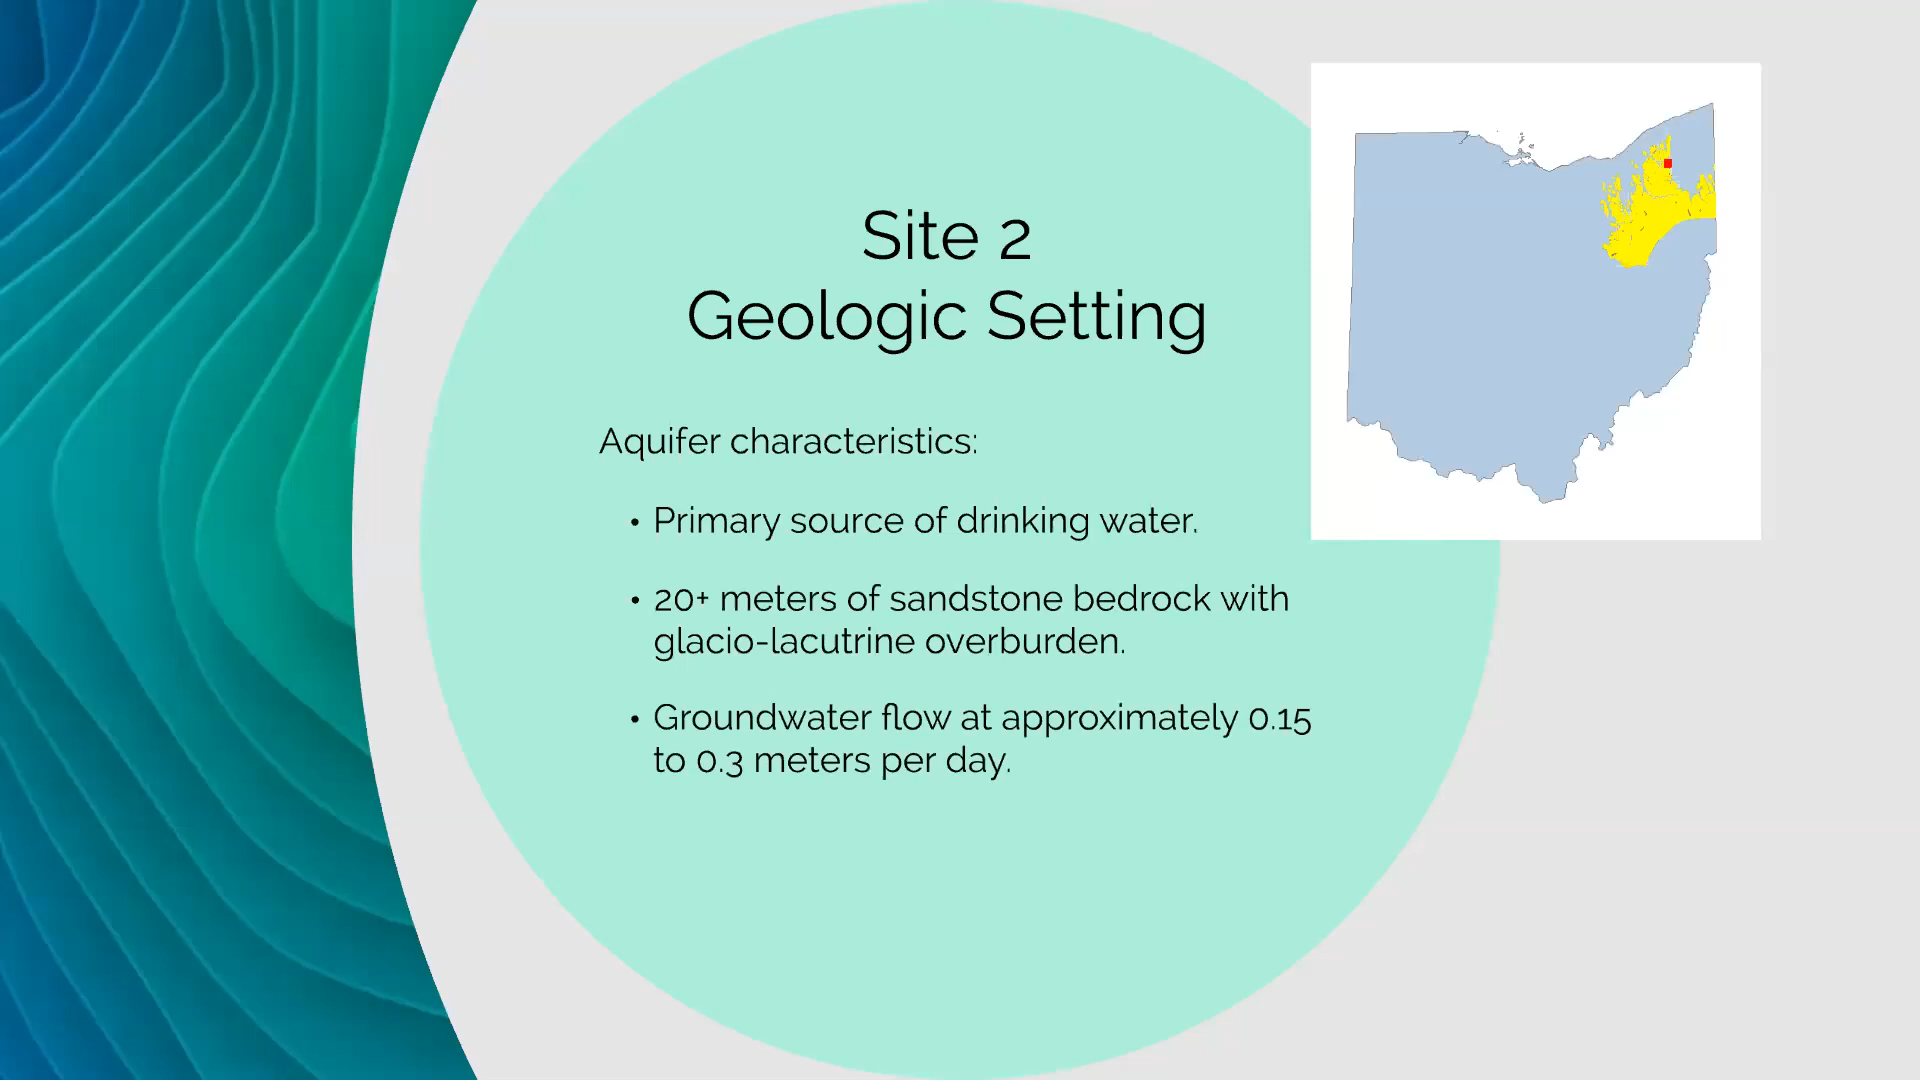 Site 2
Geologic Setting
Aquifer characteristics:
• Primary source of drinking water.
• 20+ meters of sandstone bedrock with
glacio-lacutrine overburden.
• Groundwater flow at approximately 0.15
to 0.3 meters per day.